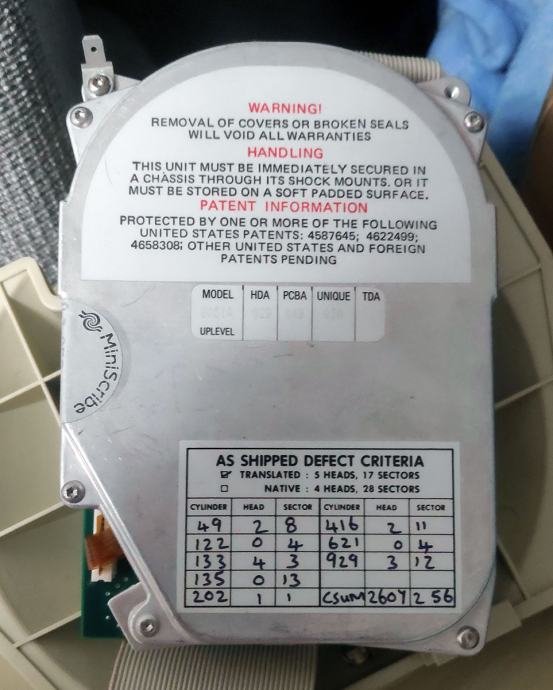 WARNING!
REMOVAL OF COVERS OR BROKEN SEALS
WILL VOID ALL WARRANTIES
HANDLING
THIS UNIT MUST BE IMMEDIATELY SECURED IN
A CHASSIS THROUGH ITS SHOCK MOUNTS. OR IT
MUST BE STORED ON A SOFT PADDED SURFACE.
PATENT INFORMATION
PROTECTED BY ONE OR MORE OF THE FOLLOWING
UNITED STATES PATENTS: 4587645; 4622499;
4658308; OTHER UNITED STATES AND FOREIGN
PATENTS PENDING
MODEL HDA PCBA UNIQUE TDA
UPLEVEL
MiniScribe
AS SHIPPED DEFECT CRITERIA
TRANSLATED : 5 HEADS, 17 SECTORS
NATIVE : 4 HEADS, 28 SECTORS
CYLINDER HEAD SECTOR CYLINDER HEAD SECTOR
49 2 8 416 2 11
122 0 4 621 0 4
133 4 3 929 3 12
135 0 13
202 1 1 CSUM 2607 2 56